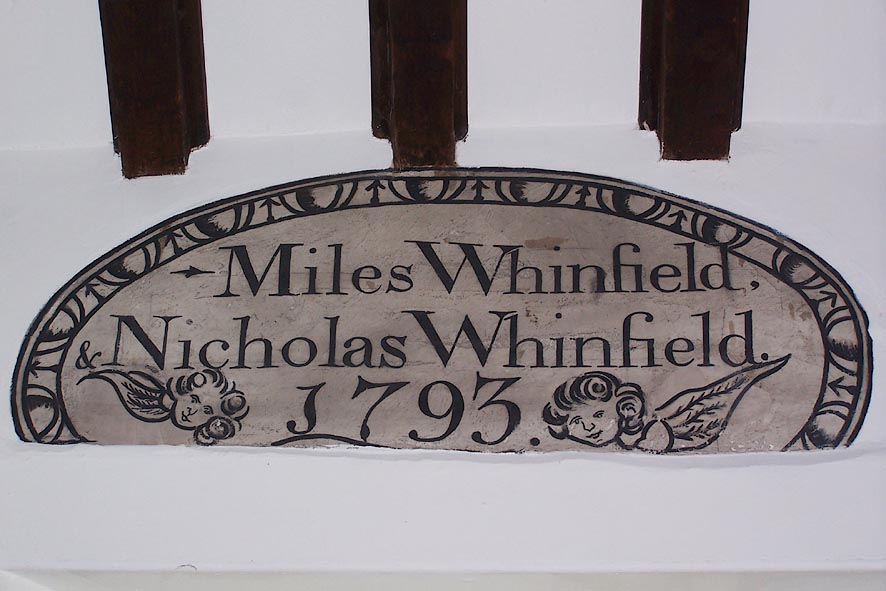 Miles Whinfield,
& Nicholas Whinfield.
1793.